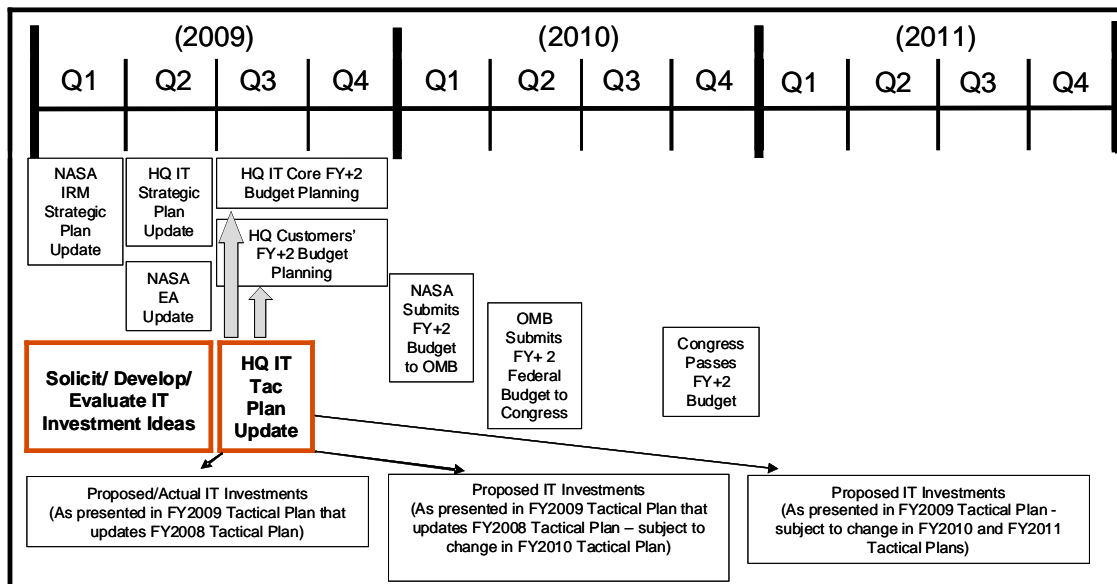 (2009)
(2010)
(2011)
Q1 Q2 Q3 Q4 Q1 Q2 Q3 Q4 Q1 Q2 Q3 Q4
NASA
IRM
Strategic
Plan
Update
HQ IT
Strategic
Plan
Update
HQ IT Core FY+2
Budget Planning
HQ Customers'
FY+2 Budget
Planning
NASA
EA
Update
NASA
Submits
FY+2
Budget
to OMB
OMB
Submits
FY+ 2
Federal
Budget to
Congress
Congress
Passes
FY+2
Budget
Solicit/ Develop/
Evaluate IT
Investment Ideas
HQ IT
Tac
Plan
Update
Proposed/Actual IT Investments
(As presented in FY2009 Tactical Plan that
updates FY2008 Tactical Plan)
Proposed IT Investments
(As presented in FY2009 Tactical Plan that
updates FY2008 Tactical Plan – subject to
change in FY2010 Tactical Plan)
Proposed IT Investments
(As presented in FY2009 Tactical Plan -
subject to change in FY2010 and FY2011
Tactical Plans)